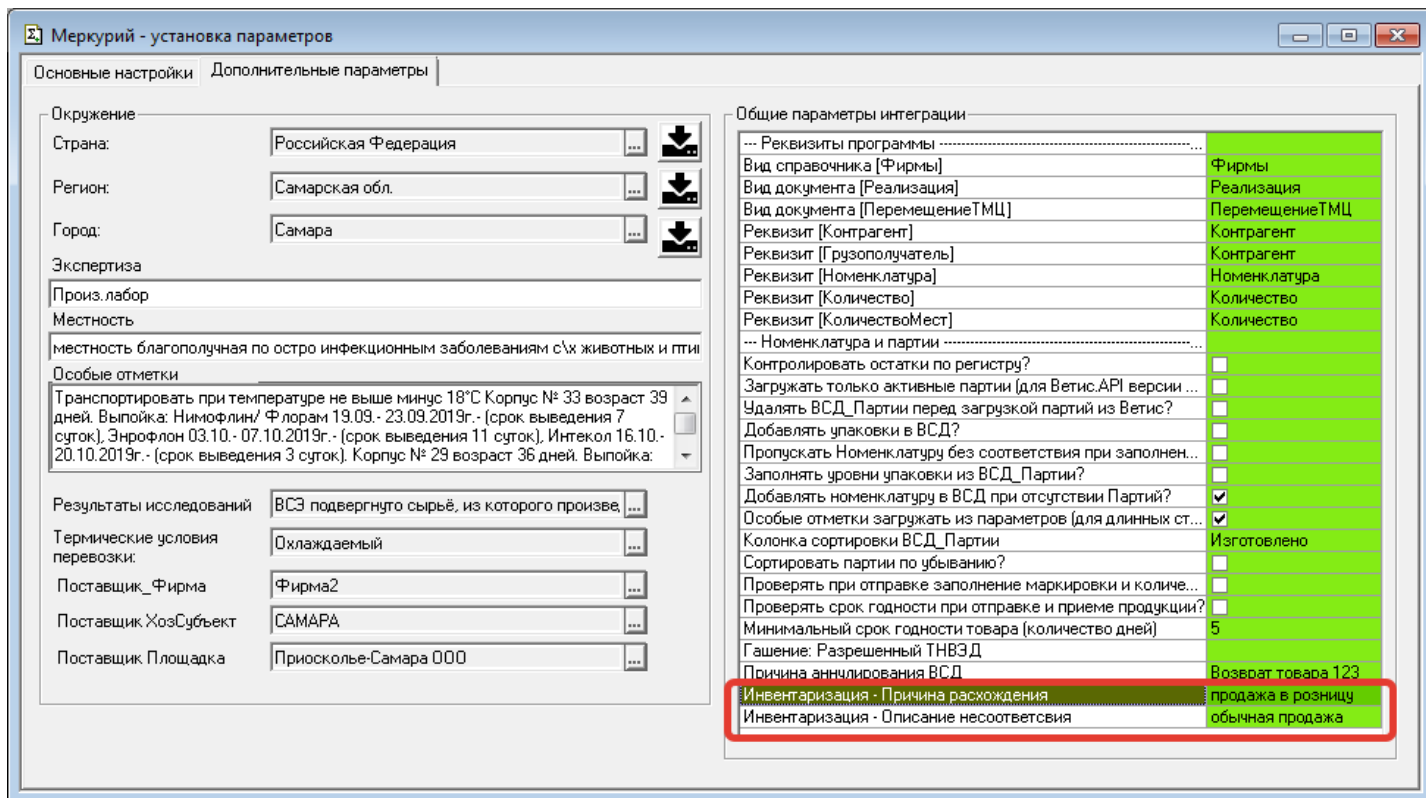 Меркурий - установка параметров
Основные настройки
Дополнительные параметры
Окружение
Страна:
Российская Федерация
...
Регион:
Самарская обл.
...
Город:
Самара
...
Экспертиза
Произ.лабор
Местность
местность благополучная по остро инфекционным заболеваниям с\х животных и птиц
Особые отметки
Транспортировать при температуре не выше минус 18°С Корпус № 33 возраст 39
дней. Выпойка: Нимофлин/ Флорам 19.09.- 23.09.2019г.- (срок выведения 7
суток), Энрофлон 03.10.- 07.10.2019г.- (срок выведения 11 суток), Интекол 16.10.-
20.10.2019г.- (срок выведения 3 суток). Корпус № 29 возраст 36 дней. Выпойка:
Результаты исследований
ВСЭ подвергнуто сырьё, из которого произве,
...
Термические условия
перевозки:
Охлаждаемый
...
Поставщик_Фирма
Фирма2
...
Поставщик ХозСубъект
САМАРА
...
Поставщик Площадка
Приосколье-Самара ООО
...
Общие параметры интеграции
--- Реквизиты программы ---...
Вид справочника [Фирмы] Фирмы
Вид документа [Реализация] Реализация
Вид документа [ПеремещениеТМЦ] ПеремещениеТМЦ
Реквизит [Контрагент] Контрагент
Реквизит [Грузополучатель] Контрагент
Реквизит [Номенклатура] Номенклатура
Реквизит [Количество] Количество
Реквизит [КоличествоМест] Количество
--- Номенклатура и партии ---...
Контролировать остатки по регистру?
Загружать только активные партии (для Ветис.API версии ...
Удалять ВСД_Партии перед загрузкой партий из Ветис?
Добавлять упаковки в ВСД?
Пропускать Номенклатуру без соответствия при заполнен...
Заполнять уровни упаковки из ВСД_Партии?
Добавлять номенклатуру в ВСД при отсутствии Партий?
Особые отметки загружать из параметров (для длинных ст...
Колонка сортировки ВСД_Партии Изготовлено
Сортировать партии по убыванию?
Проверять при отправке заполнение маркировки и количе...
Проверять срок годности при отправке и приеме продукции?
Минимальный срок годности товара (количество дней) 5
Гашение: Разрешенный ТНВЭД
Причина аннулирования ВСД Возврат товара 123
Инвентаризация - Причина расхождения продажа в розницу
Инвентаризация - Описание несоответсвия обычная продажа